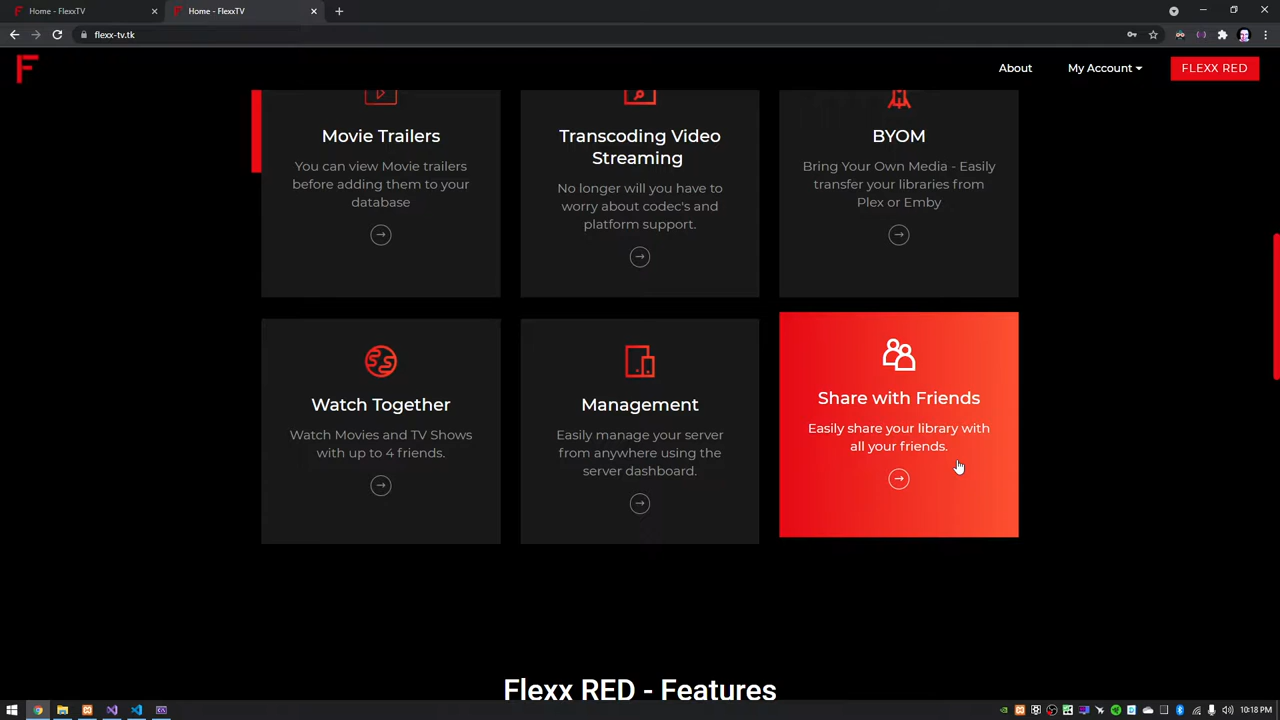 Home - FlexxTV
Home - FlexxTV
flexx-tv.tk
F
About
My Account
FLEXX RED
Movie Trailers
You can view Movie trailers
before adding them to your
database
Transcoding Video
Streaming
No longer will you have to
worry about codec's and
platform support.
BYOM
Bring Your Own Media - Easily
transfer your libraries from
Plex or Emby
Watch Together
Watch Movies and TV Shows
with up to 4 friends.
Management
Easily manage your server
from anywhere using the
server dashboard.
Share with Friends
Easily share your library with
all your friends.
Flexx RED - Features
10:18 PM